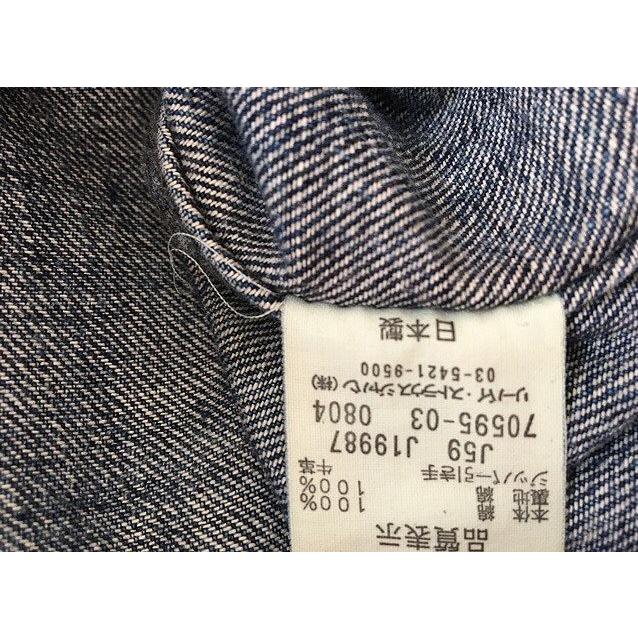 品質表示
本体 綿 100%
裏地 綿 100%
ジッパー引き手 牛革
J59 J19987
70595-03 0804
リーバイ・ストラウスジャパン(株)
03-5421-9500
日本製